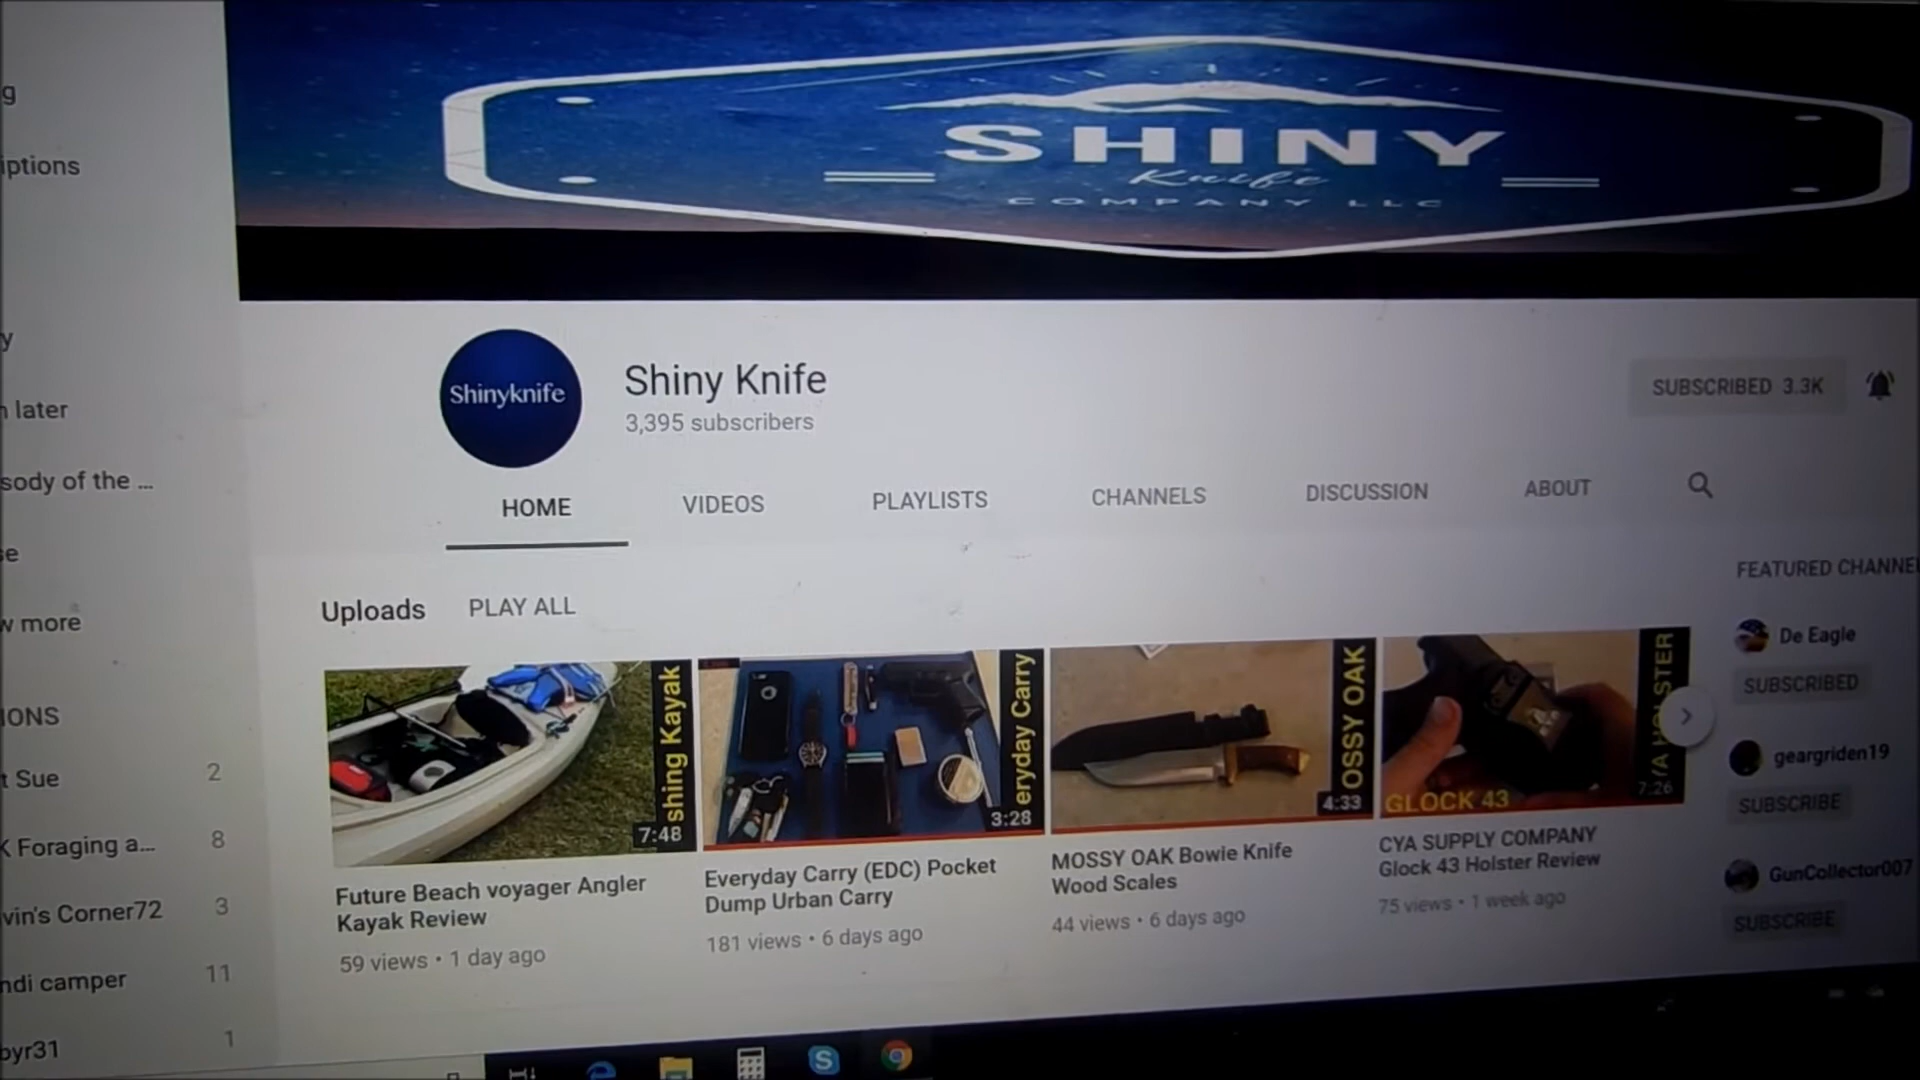 SHINY
Knife
COMPANY LLC
g
iptions
y
later
sody of the ...
se
w more
IONS
t Sue 2
K Foraging a... 8
vin's Corner72 3
ndi camper 11
byr31 1
Shinyknife
Shiny Knife
3,395 subscribers
SUBSCRIBED 3.3K
HOME
VIDEOS
PLAYLISTS
CHANNELS
DISCUSSION
ABOUT
Uploads
PLAY ALL
shing Kayak
7:48
eryday Carry
3:28
OSSY OAK
4:33
GLOCK 43
7:26
Future Beach voyager Angler
Kayak Review
59 views • 1 day ago
Everyday Carry (EDC) Pocket
Dump Urban Carry
181 views • 6 days ago
MOSSY OAK Bowie Knife
Wood Scales
44 views • 6 days ago
CYA SUPPLY COMPANY
Glock 43 Holster Review
75 views • 1 week ago
FEATURED CHANNEL
De Eagle
SUBSCRIBED
geargriden19
SUBSCRIBE
GunCollector007
SUBSCRIBE